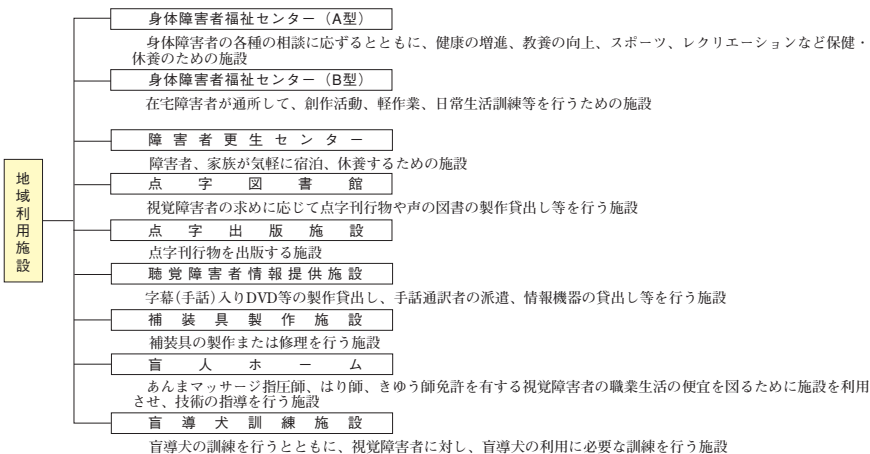 身体障害者福祉センター（A型）
身体障害者の各種の相談に応ずるとともに、健康の増進、教養の向上、スポーツ、レクリエーションなど保健・
休養のための施設
身体障害者福祉センター（B型）
在宅障害者が通所して、創作活動、軽作業、日常生活訓練等を行うための施設
障害者更生センター
障害者、家族が気軽に宿泊、休養するための施設
点字図書館
視覚障害者の求めに応じて点字刊行物や声の図書の製作貸出し等を行う施設
点字出版施設
点字刊行物を出版する施設
聴覚障害者情報提供施設
字幕（手話）入りDVD等の製作貸出し、手話通訳者の派遣、情報機器の貸出し等を行う施設
補装具製作施設
補装具の製作または修理を行う施設
盲人ホーム
あんまマッサージ指圧師、はり師、きゆう師免許を有する視覚障害者の職業生活の便宜を図るために施設を利用
させ、技術の指導を行う施設
盲導犬訓練施設
盲導犬の訓練を行うとともに、視覚障害者に対し、盲導犬の利用に必要な訓練を行う施設
地域利用施設